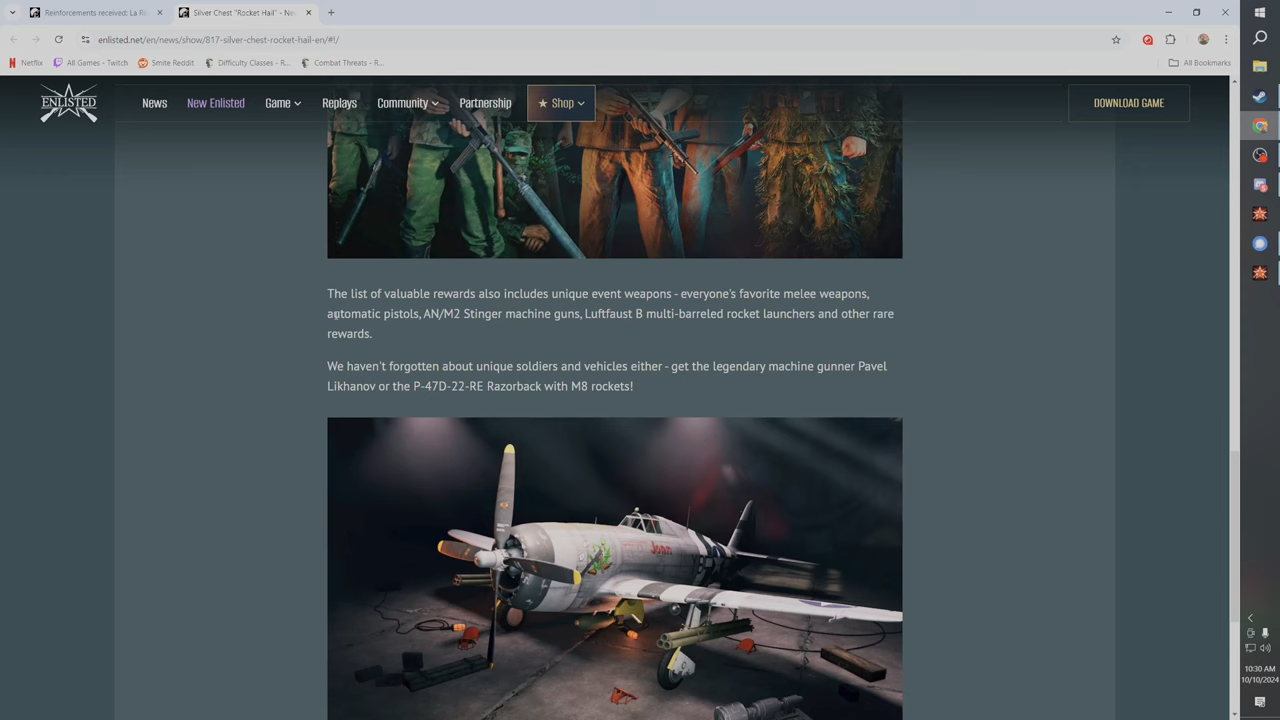 Reinforcements received: La Ri
Silver Chest "Rocket Hail" - Ne
enlisted.net/en/news/show/817-silver-chest-rocket-hail-en/#!/
Netflix
All Games - Twitch
Smite Reddit
Difficulty Classes - R...
Combat Threats - R...
All Bookmarks
ENLISTED
News
New Enlisted
Game
Replays
Community
Partnership
Shop
DOWNLOAD GAME
The list of valuable rewards also includes unique event weapons - everyone's favorite melee weapons,
automatic pistols, AN/M2 Stinger machine guns, Luftfaust B multi-barreled rocket launchers and other rare
rewards.
We haven't forgotten about unique soldiers and vehicles either - get the legendary machine gunner Pavel
Likhanov or the P-47D-22-RE Razorback with M8 rockets!
Joan
10:30 AM
10/10/2024